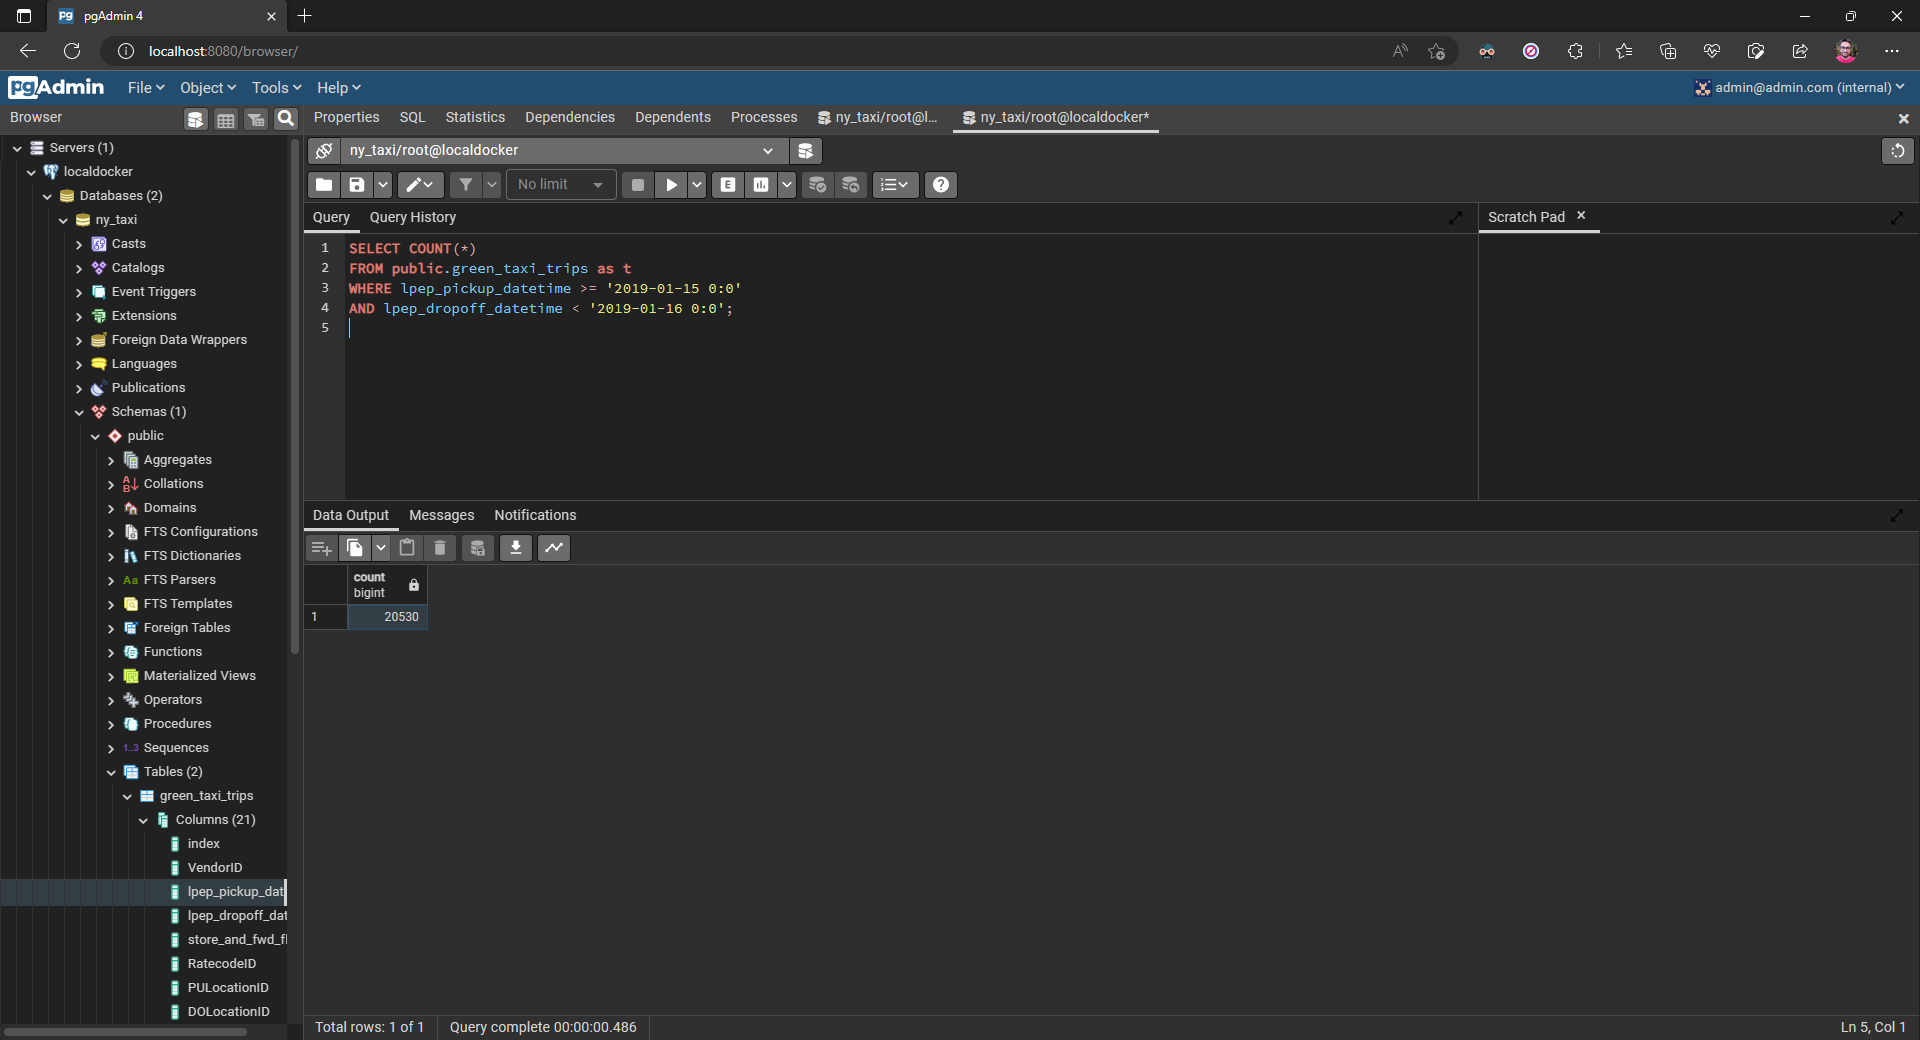 pgAdmin 4
localhost:8080/browser/
pgAdmin File Object Tools Help admin@admin.com (internal)
Browser
Properties SQL Statistics Dependencies Dependents Processes ny_taxi/root@l... ny_taxi/root@localdocker*
Servers (1)
localdocker
Databases (2)
ny_taxi
Casts
Catalogs
Event Triggers
Extensions
Foreign Data Wrappers
Languages
Publications
Schemas (1)
public
Aggregates
Collations
Domains
FTS Configurations
FTS Dictionaries
FTS Parsers
FTS Templates
Foreign Tables
Functions
Materialized Views
Operators
Procedures
1..3 Sequences
Tables (2)
green_taxi_trips
Columns (21)
index
VendorID
lpep_pickup_dat
lpep_dropoff_dat
store_and_fwd_fl
RatecodeID
PULocationID
DOLocationID
ny_taxi/root@localdocker
No limit
E
Query Query History
Scratch Pad
1 SELECT COUNT(*)
2 FROM public.green_taxi_trips as t
3 WHERE lpep_pickup_datetime >= '2019-01-15 0:0'
4 AND lpep_dropoff_datetime < '2019-01-16 0:0';
5
Data Output Messages Notifications
count
bigint
1 20530
Total rows: 1 of 1 Query complete 00:00:00.486 Ln 5, Col 1